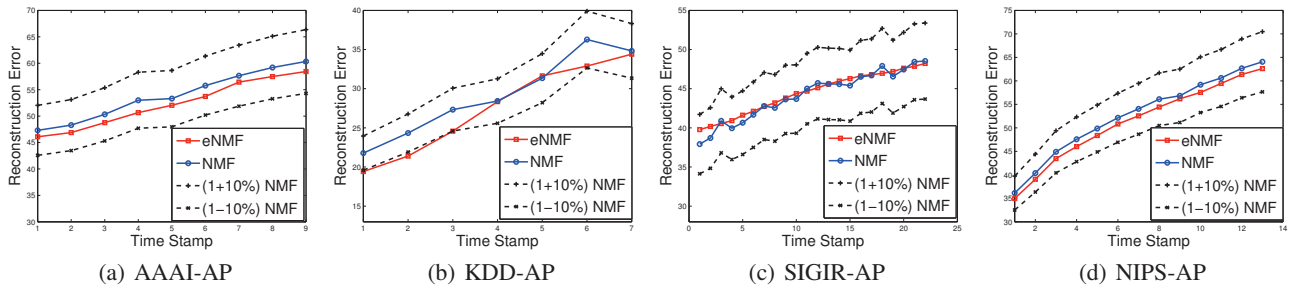 Reconstruction Error
70
65
60
55
50
45
40
35
30
1 2 3 4 5 6 7 8 9
Time Stamp
eNMF
NMF
(1+10%) NMF
(1−10%) NMF
(a) AAAI-AP
Reconstruction Error
40
35
30
25
20
15
1 2 3 4 5 6 7
Time Stamp
eNMF
NMF
(1+10%) NMF
(1−10%) NMF
(b) KDD-AP
Reconstruction Error
55
50
45
40
35
30
25
0 5 10 15 20 25
Time Stamp
eNMF
NMF
(1+10%) NMF
(1−10%) NMF
(c) SIGIR-AP
Reconstruction Error
75
70
65
60
55
50
45
40
35
30
2 4 6 8 10 12 14
Time Stamp
eNMF
NMF
(1+10%) NMF
(1−10%) NMF
(d) NIPS-AP